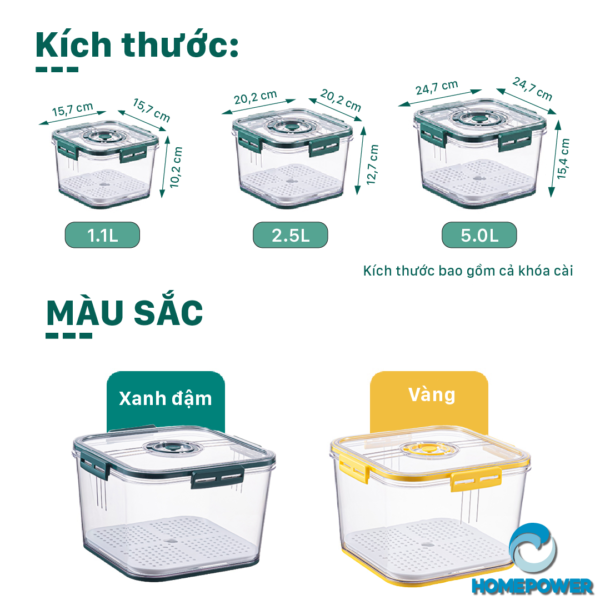 Kích thước:
15,7 cm
15,7 cm
10,2 cm
20,2 cm
20,2 cm
12,7 cm
24,7 cm
24,7 cm
15,4 cm
1.1L
2.5L
5.0L
Kích thước bao gồm cả khóa cài
MÀU SẮC
Xanh đậm
Vàng
HOMEPOWER